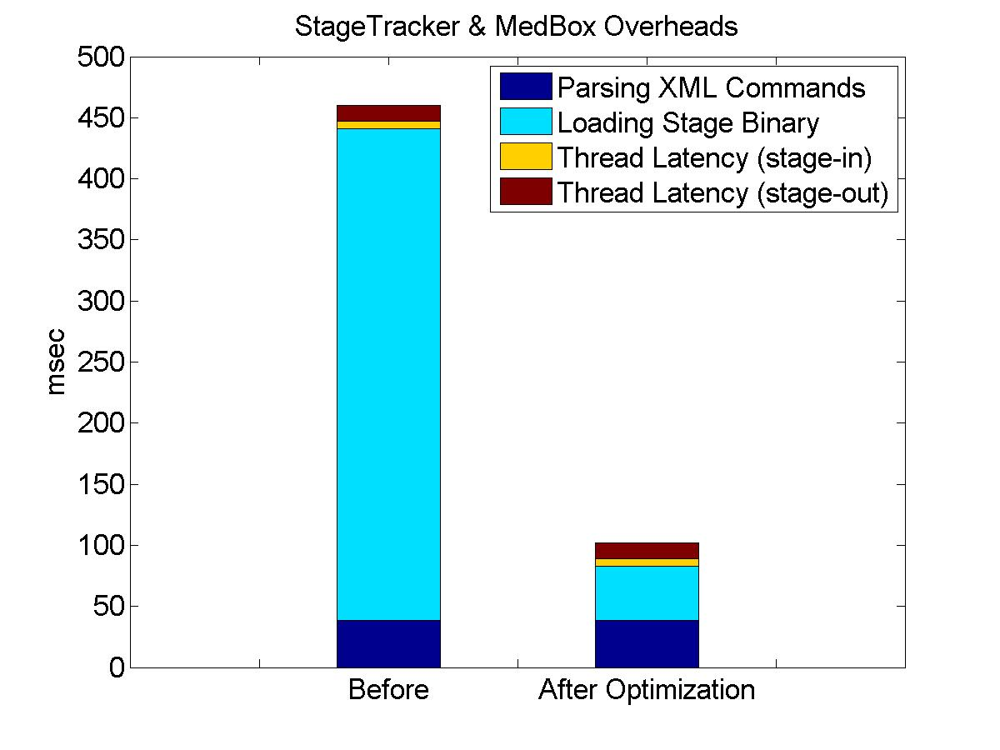 StageTracker & MedBox Overheads
500
450
400
350
300
250
200
150
100
50
0
msec
Parsing XML Commands
Loading Stage Binary
Thread Latency (stage-in)
Thread Latency (stage-out)
Before
After Optimization